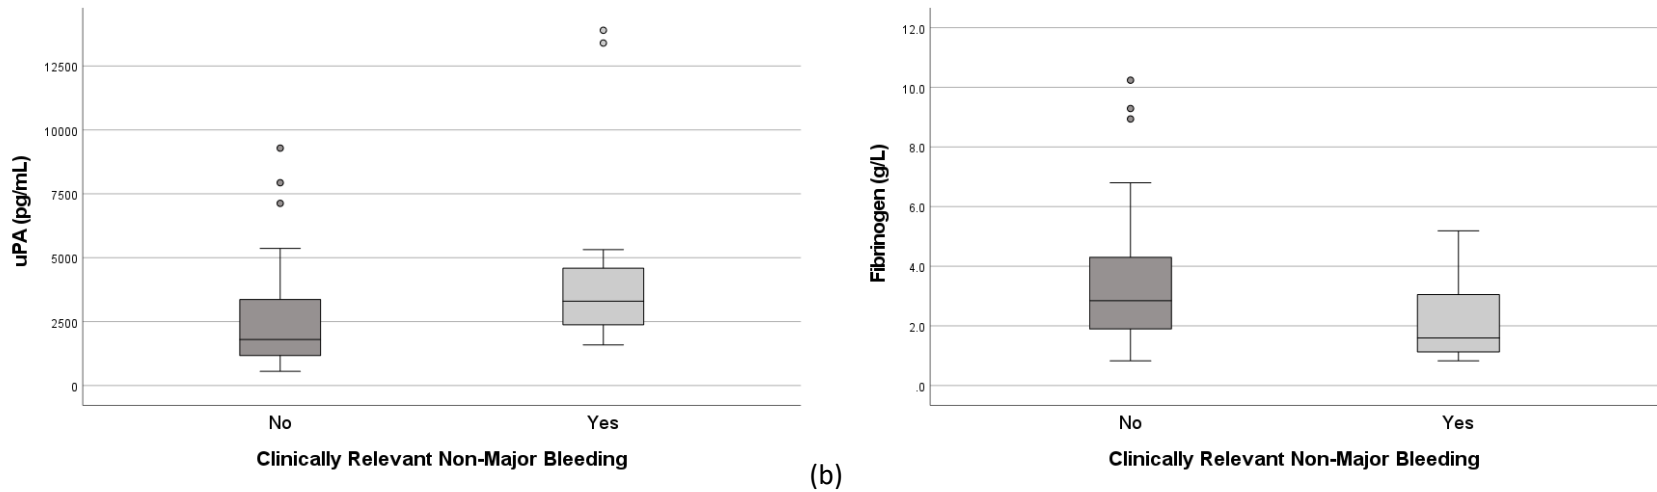 uPA (pg/mL)
12500
10000
7500
5000
2500
0
No
Yes
Clinically Relevant Non-Major Bleeding
(b)
Fibrinogen (g/L)
12.0
10.0
8.0
6.0
4.0
2.0
.0
No
Yes
Clinically Relevant Non-Major Bleeding